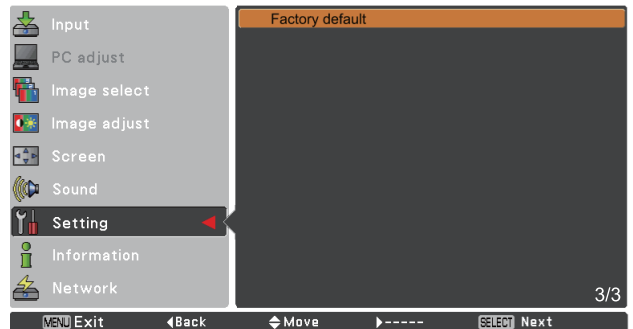 Input
PC adjust
Image select
Image adjust
Screen
Sound
Setting
Information
Network
Factory default
3/3
MENU Exit ◀Back ◆Move ▶----- SELECT Next